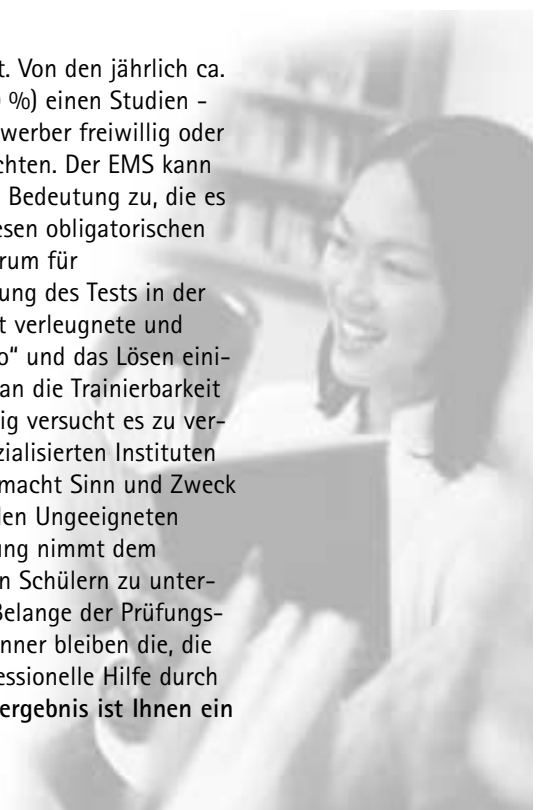 t. Von den jährlich ca.
%) einen Studien -
werber freiwillig oder
chten. Der EMS kann
Bedeutung zu, die es
esen obligatorischen
rum für
ung des Tests in der
t verleugnete und
o“ und das Lösen eini-
an die Trainierbarkeit
ig versucht es zu ver-
zialisierten Instituten
macht Sinn und Zweck
len Ungeeigneten
ung nimmt dem
n Schülern zu unter-
Belange der Prüfungs-
nner bleiben die, die
essionelle Hilfe durch
ergebnis ist Ihnen ein